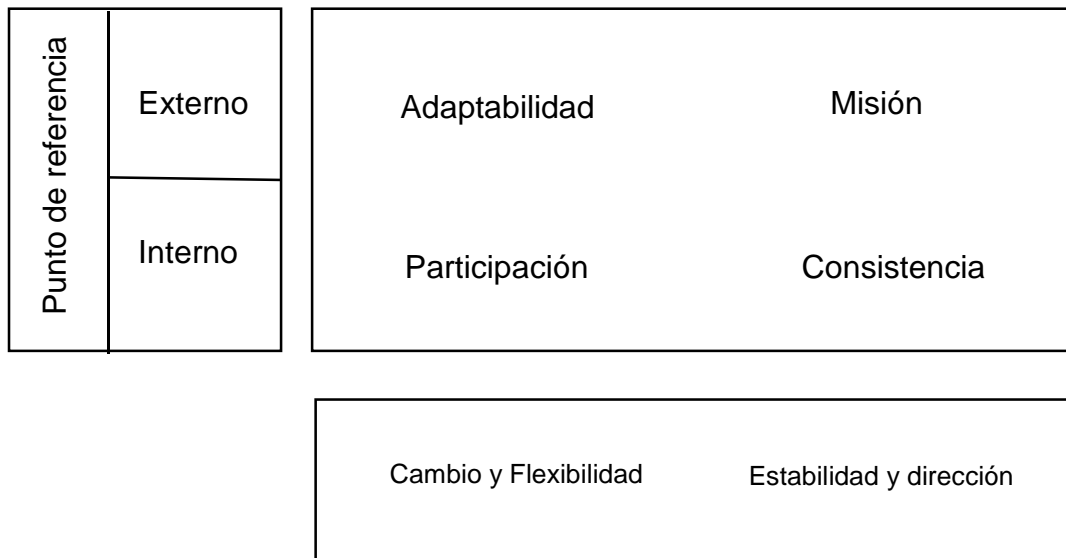 Punto de referencia
Externo
Adaptabilidad
Misión
Interno
Participación
Consistencia
Cambio y Flexibilidad
Estabilidad y dirección